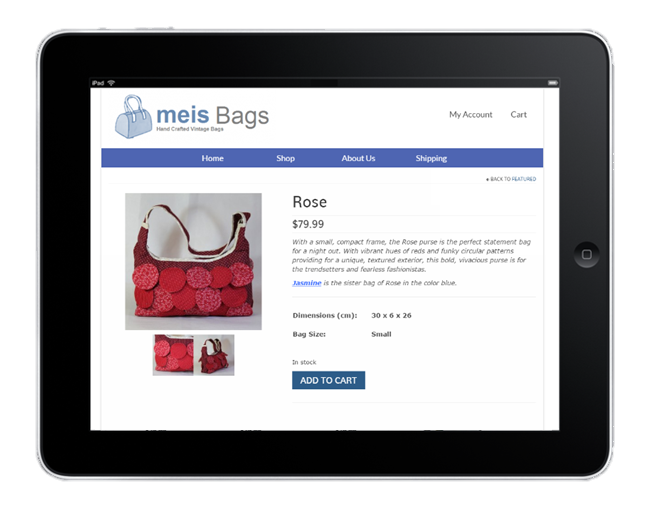 iPad
meis Bags
Hand Crafted Vintage Bags
My Account Cart
Home Shop About Us Shipping
◂ BACK TO FEATURED
Rose
$79.99
With a small, compact frame, the Rose purse is the perfect statement bag
for a night out. With vibrant hues of reds and funky circular patterns
providing for a unique, textured exterior, this bold, vivacious purse is for
the trendsetters and fearless fashionistas.
Jasmine is the sister bag of Rose in the color blue.
Dimensions (cm): 30 x 6 x 26
Bag Size: Small
In stock
ADD TO CART